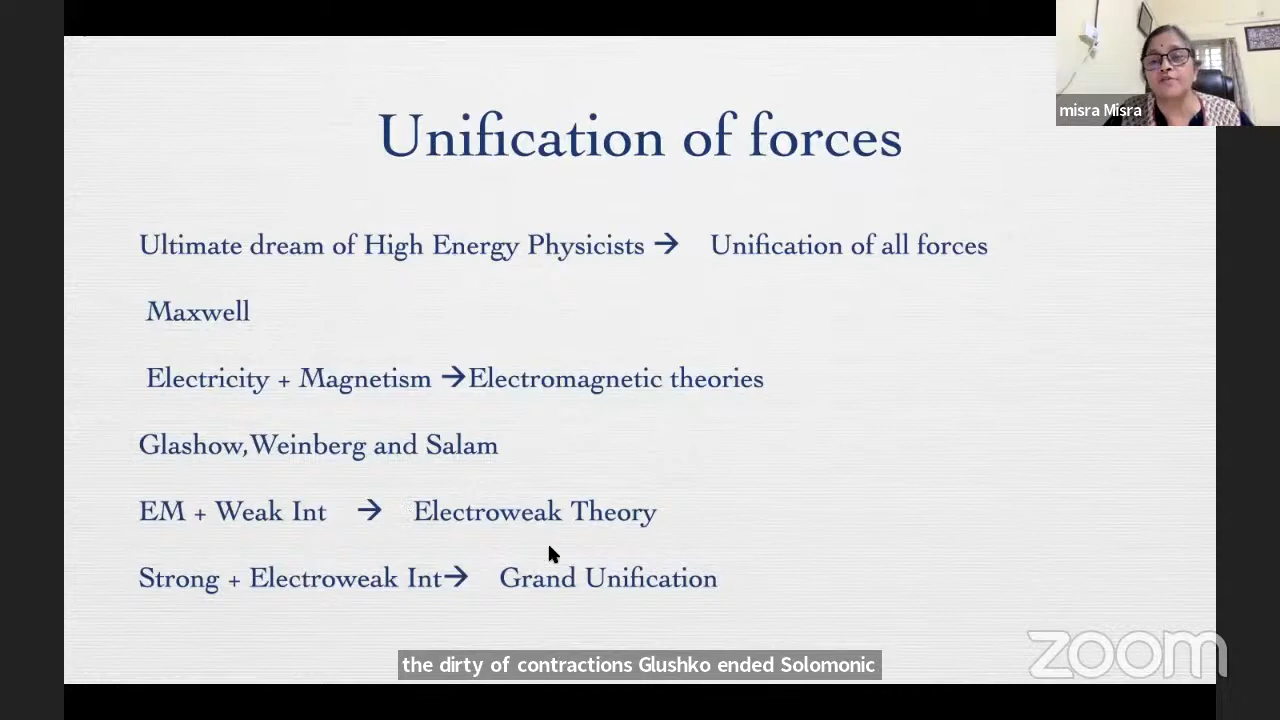 misra Misra
Unification of forces
Ultimate dream of High Energy Physicists → Unification of all forces
Maxwell
Electricity + Magnetism →Electromagnetic theories
Glashow,Weinberg and Salam
EM + Weak Int → Electroweak Theory
Strong + Electroweak Int→ Grand Unification
the dirty of contractions Glushko ended Solomonic
zoom